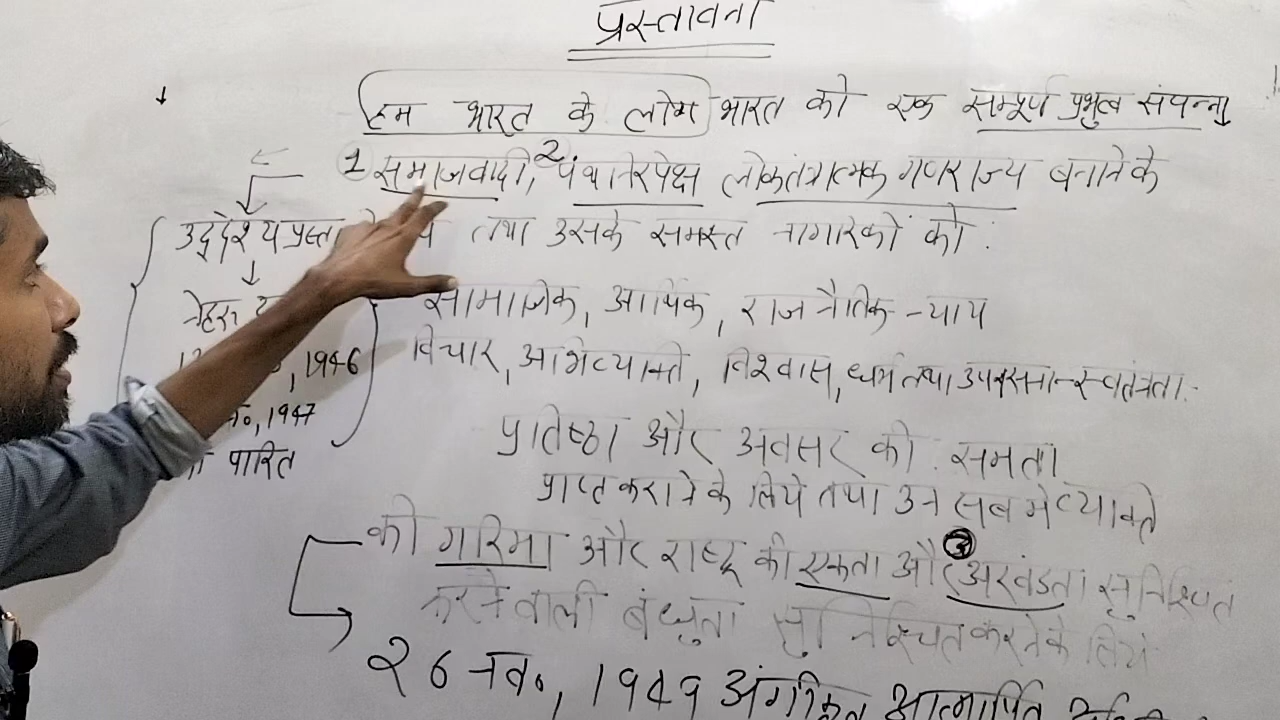 प्रस्तावना
हम भारत के लोग भारत को एक सम्पूर्ण प्रभुत्व संपन्न
1 समाजवादी, 2 पंथनिरपेक्ष लोकतंत्रात्मक गणराज्य बनाने के
तथा उसके समस्त नागरिकों को :
सामाजिक, आर्थिक, राजनैतिक - न्याय
विचार, अभिव्यक्ति, विश्वास, धर्म तथा उपासना - स्वतंत्रता
प्रतिष्ठा और अवसर की समता
प्राप्त कराने के लिये तथा उन सब मे व्यक्ति
की गरिमा और राष्ट्र की एकता और 3 अखंडता सुनिश्चित
करने वाली बंधुता सुनिश्चित करने के लिये
26 नव०, 1949 अंगीकृत आत्मार्पित
उद्देश्य
नेहरू
1946
1947
पारित